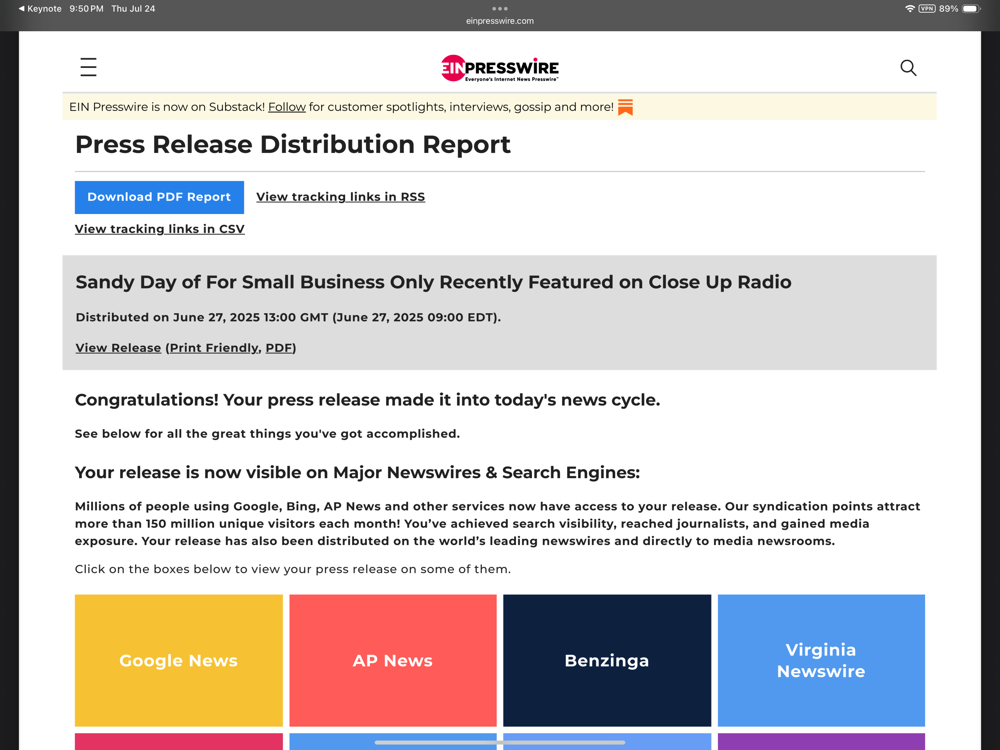 Keynote 9:50 PM Thu Jul 24
VPN 89%
einpresswire.com
EINPRESSWIRE
Everyone's Internet News Presswire™
EIN Presswire is now on Substack! Follow for customer spotlights, interviews, gossip and more!
Press Release Distribution Report
Download PDF Report
View tracking links in RSS
View tracking links in CSV
Sandy Day of For Small Business Only Recently Featured on Close Up Radio
Distributed on June 27, 2025 13:00 GMT (June 27, 2025 09:00 EDT).
View Release (Print Friendly, PDF)
Congratulations! Your press release made it into today's news cycle.
See below for all the great things you've got accomplished.
Your release is now visible on Major Newswires & Search Engines:
Millions of people using Google, Bing, AP News and other services now have access to your release. Our syndication points attract
more than 150 million unique visitors each month! You’ve achieved search visibility, reached journalists, and gained media
exposure. Your release has also been distributed on the world’s leading newswires and directly to media newsrooms.
Click on the boxes below to view your press release on some of them.
Google News
AP News
Benzinga
Virginia
Newswire